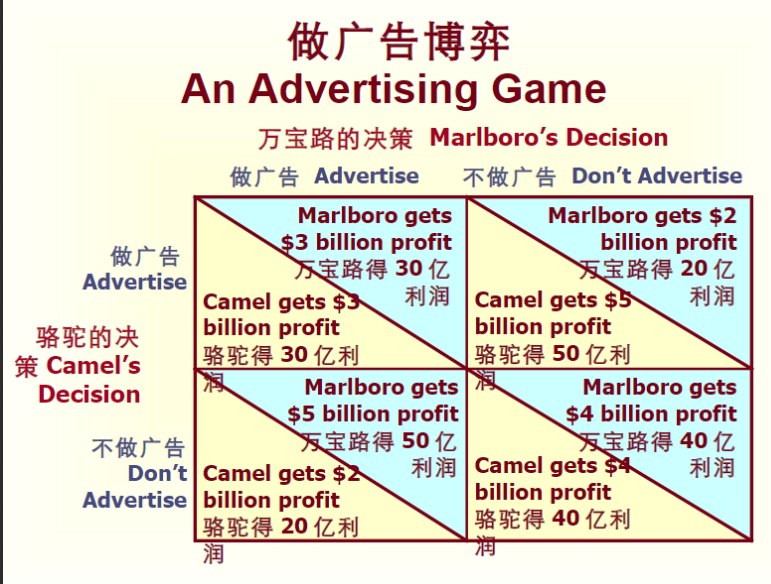 做广告博弈
An Advertising Game
万宝路的决策 Marlboro's Decision
做广告 Advertise
不做广告 Don't Advertise
做广告
Advertise
骆驼的决
策 Camel's
Decision
不做广告
Don't
Advertise
Marlboro gets
$3 billion profit
万宝路得 30 亿
利润
Camel gets $3
billion profit
骆驼得 30 亿利
润
Marlboro gets $2
billion profit
万宝路得 20 亿
利润
Camel gets $5
billion profit
骆驼得 50 亿利
润
Marlboro gets
$5 billion profit
万宝路得 50 亿
利润
Camel gets $2
billion profit
骆驼得 20 亿利
润
Marlboro gets
$4 billion profit
万宝路得 40 亿
利润
Camel gets $4
billion profit
骆驼得 40 亿利
润